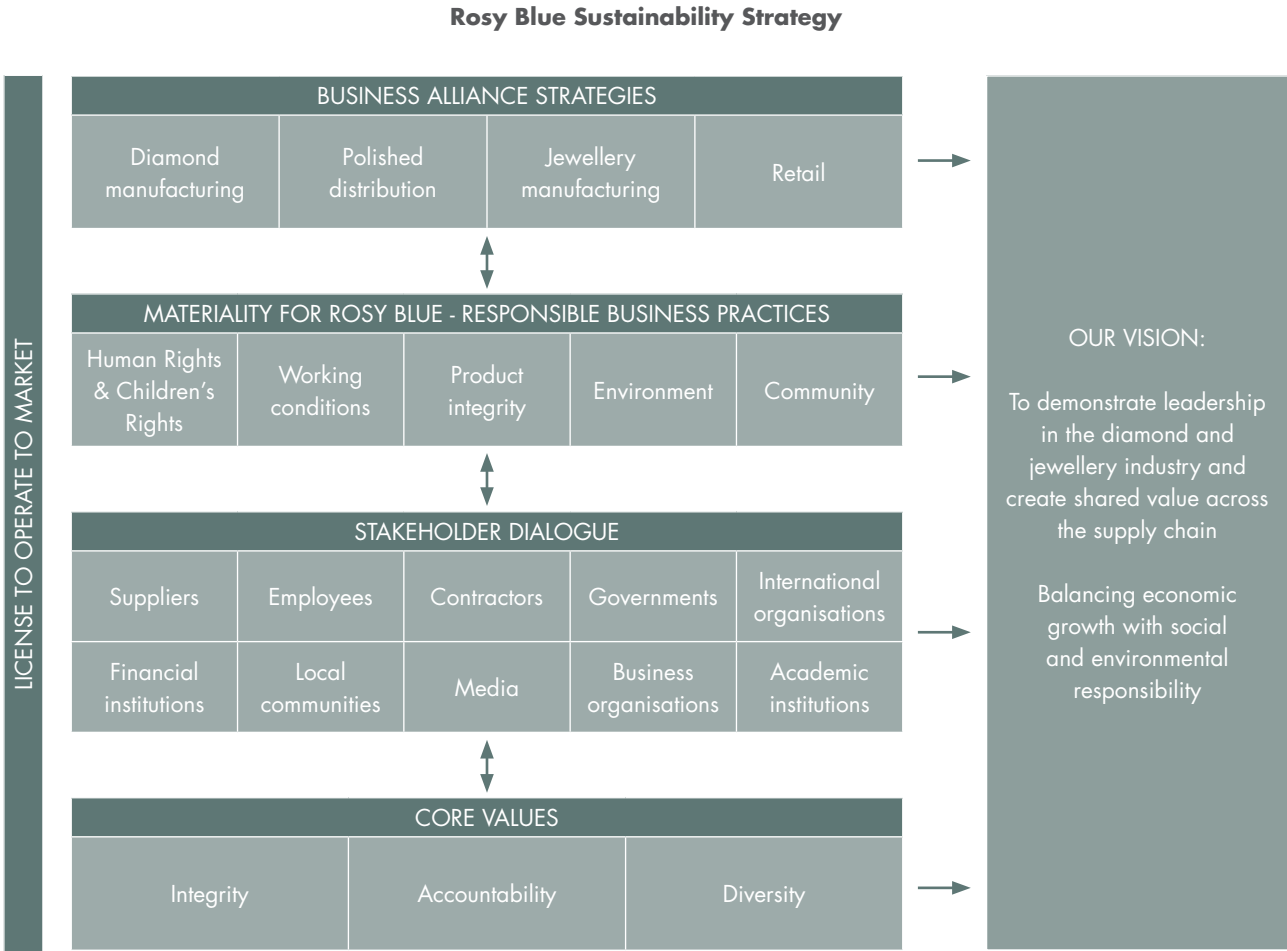 Rosy Blue Sustainability Strategy
LICENSE TO OPERATE TO MARKET
BUSINESS ALLIANCE STRATEGIES
Diamond
manufacturing
Polished
distribution
Jewellery
manufacturing
Retail
MATERIALITY FOR ROSY BLUE - RESPONSIBLE BUSINESS PRACTICES
Human Rights
& Children’s
Rights
Working
conditions
Product
integrity
Environment
Community
STAKEHOLDER DIALOGUE
Suppliers
Employees
Contractors
Governments
International
organisations
Financial
institutions
Local
communities
Media
Business
organisations
Academic
institutions
CORE VALUES
Integrity
Accountability
Diversity
OUR VISION:
To demonstrate leadership
in the diamond and
jewellery industry and
create shared value across
the supply chain
Balancing economic
growth with social
and environmental
responsibility